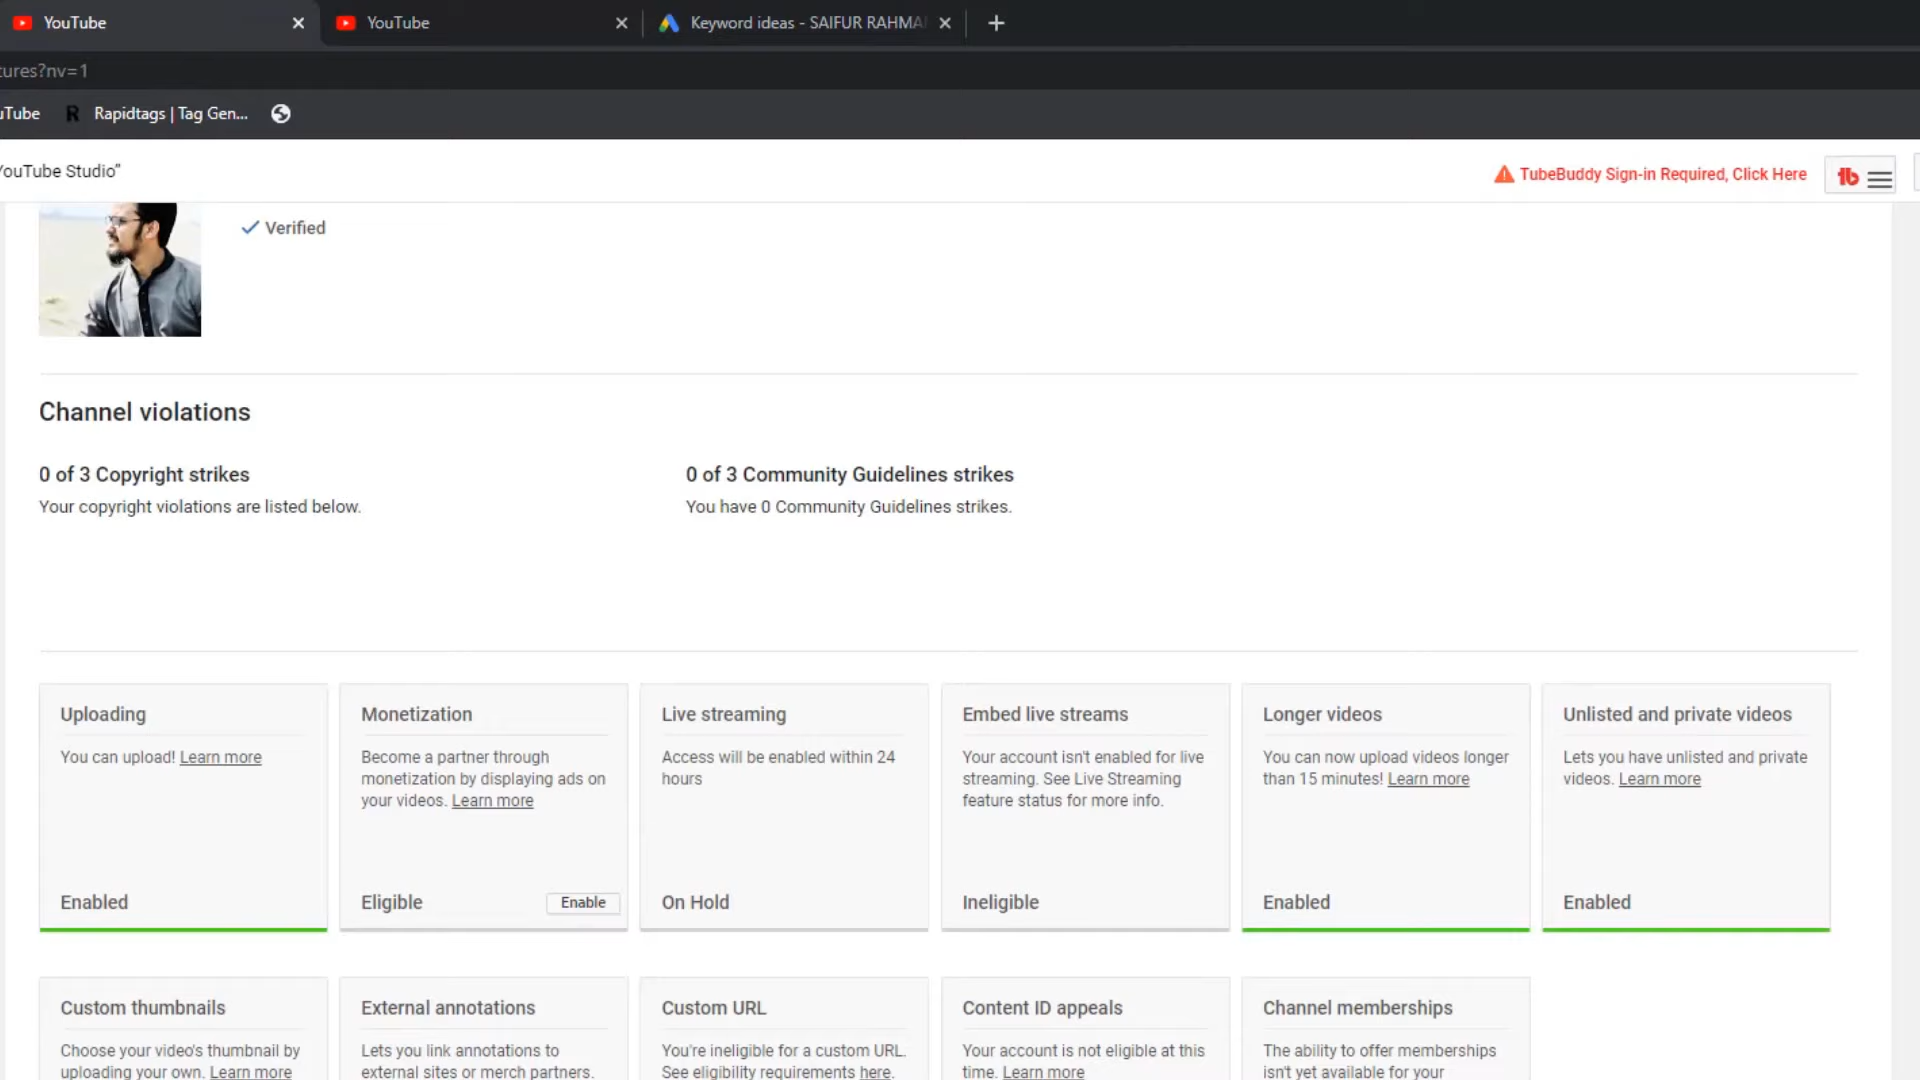 YouTube
YouTube
Keyword ideas - SAIFUR RAHMA
tures?nv=1
uTube
R Rapidtags | Tag Gen...
YouTube Studio"
TubeBuddy Sign-in Required, Click Here
Verified
Channel violations
0 of 3 Copyright strikes
Your copyright violations are listed below.
0 of 3 Community Guidelines strikes
You have 0 Community Guidelines strikes.
Uploading
You can upload! Learn more
Enabled
Monetization
Become a partner through
monetization by displaying ads on
your videos. Learn more
Eligible
Enable
Live streaming
Access will be enabled within 24
hours
On Hold
Embed live streams
Your account isn't enabled for live
streaming. See Live Streaming
feature status for more info.
Ineligible
Longer videos
You can now upload videos longer
than 15 minutes! Learn more
Enabled
Unlisted and private videos
Lets you have unlisted and private
videos. Learn more
Enabled
Custom thumbnails
Choose your video's thumbnail by
uploading your own. Learn more
External annotations
Lets you link annotations to
external sites or merch partners.
Custom URL
You're ineligible for a custom URL.
See eligibility requirements here.
Content ID appeals
Your account is not eligible at this
time. Learn more
Channel memberships
The ability to offer memberships
isn't yet available for your